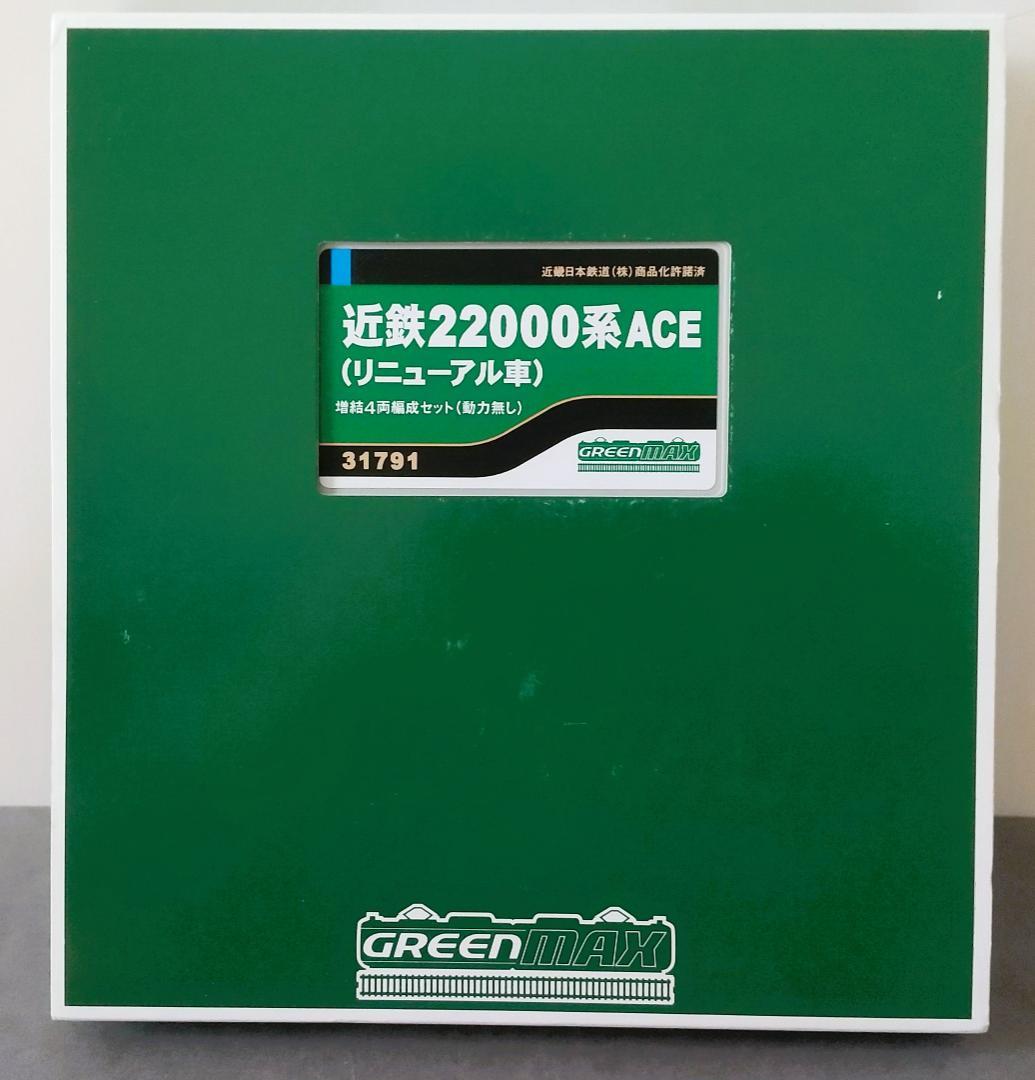 近畿日本鉄道（株）商品化許諾済
近鉄22000系ACE
（リニューアル車）
増結4両編成セット（動力無し）
31791
GREENMAX
GREENMAX